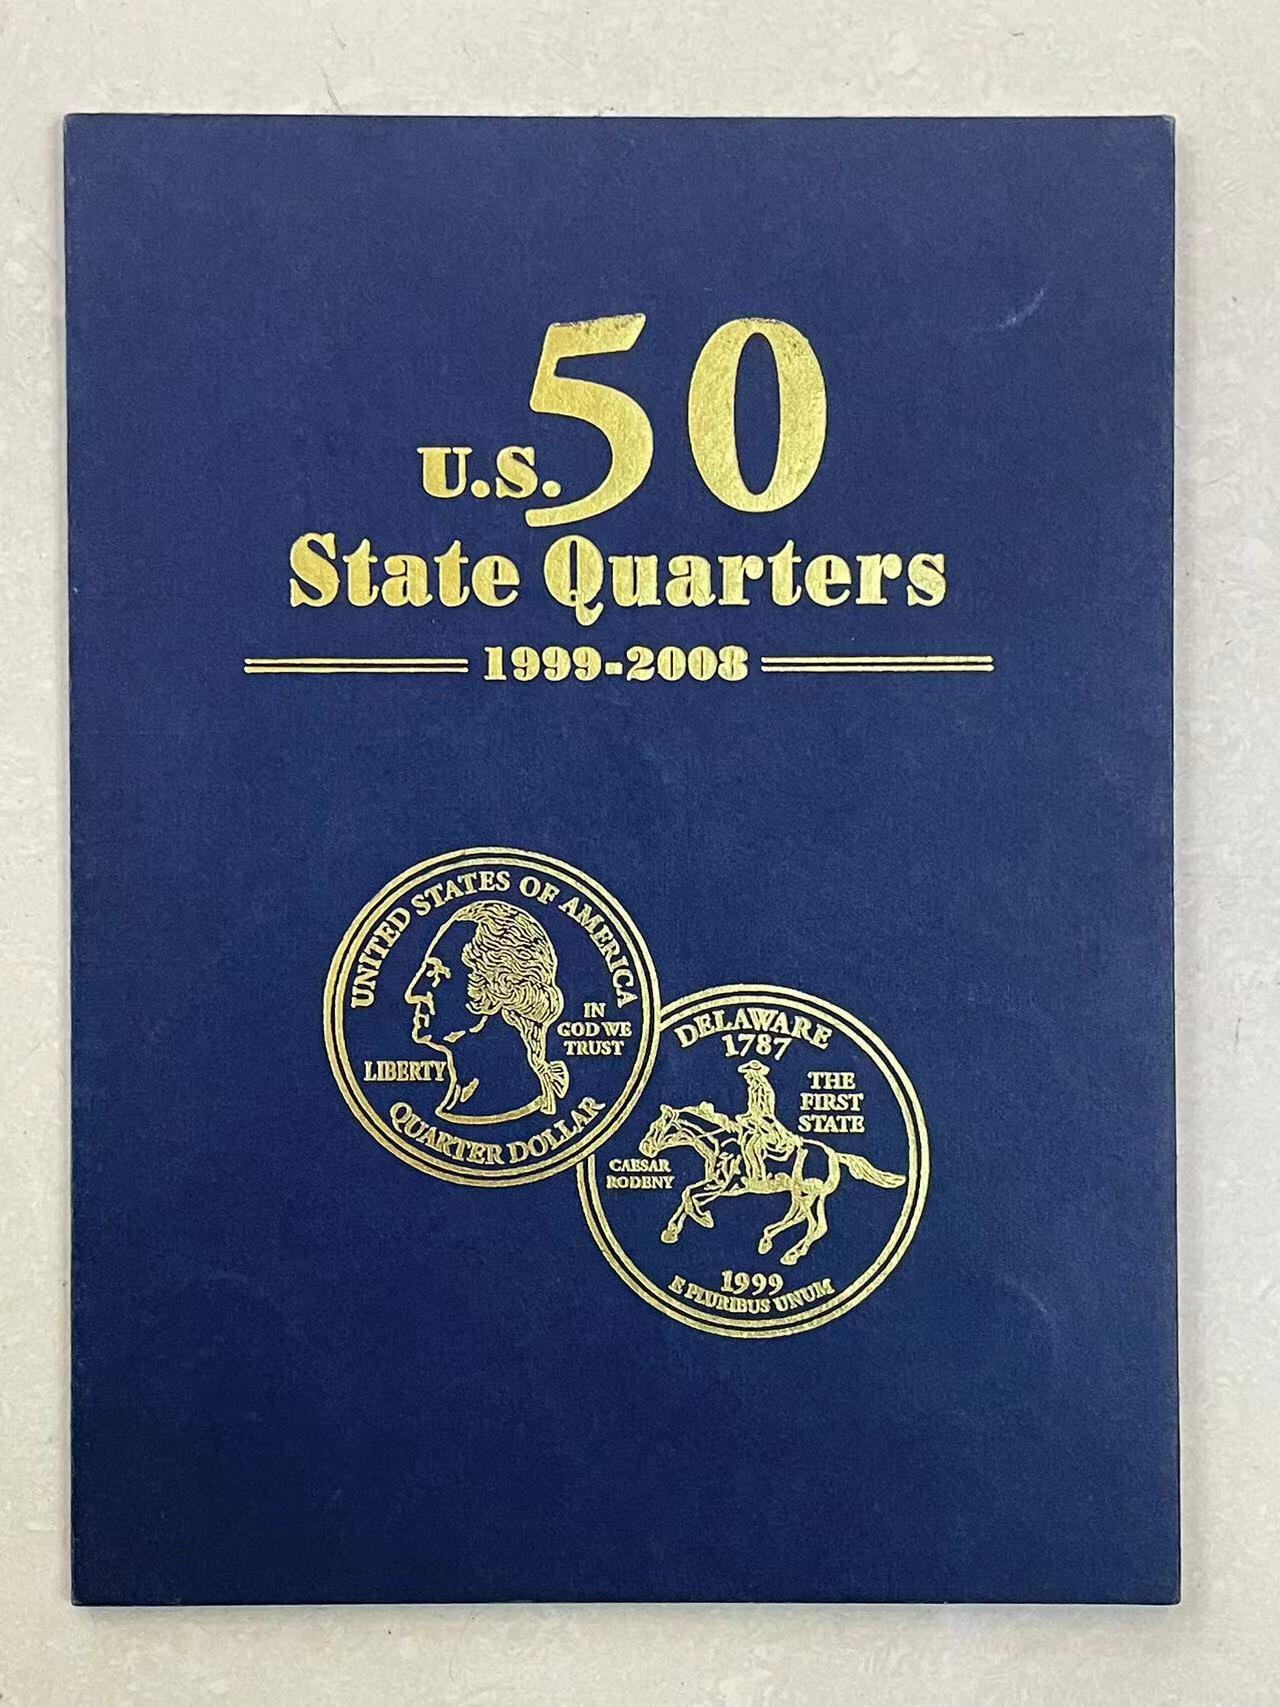 U.S. 50
State Quarters
1999-2008
UNITED STATES OF AMERICA
IN
GOD WE
TRUST
LIBERTY
QUARTER DOLLAR
DELAWARE
1787
THE
FIRST
STATE
CAESAR
RODENY
1999
E PLURIBUS UNUM